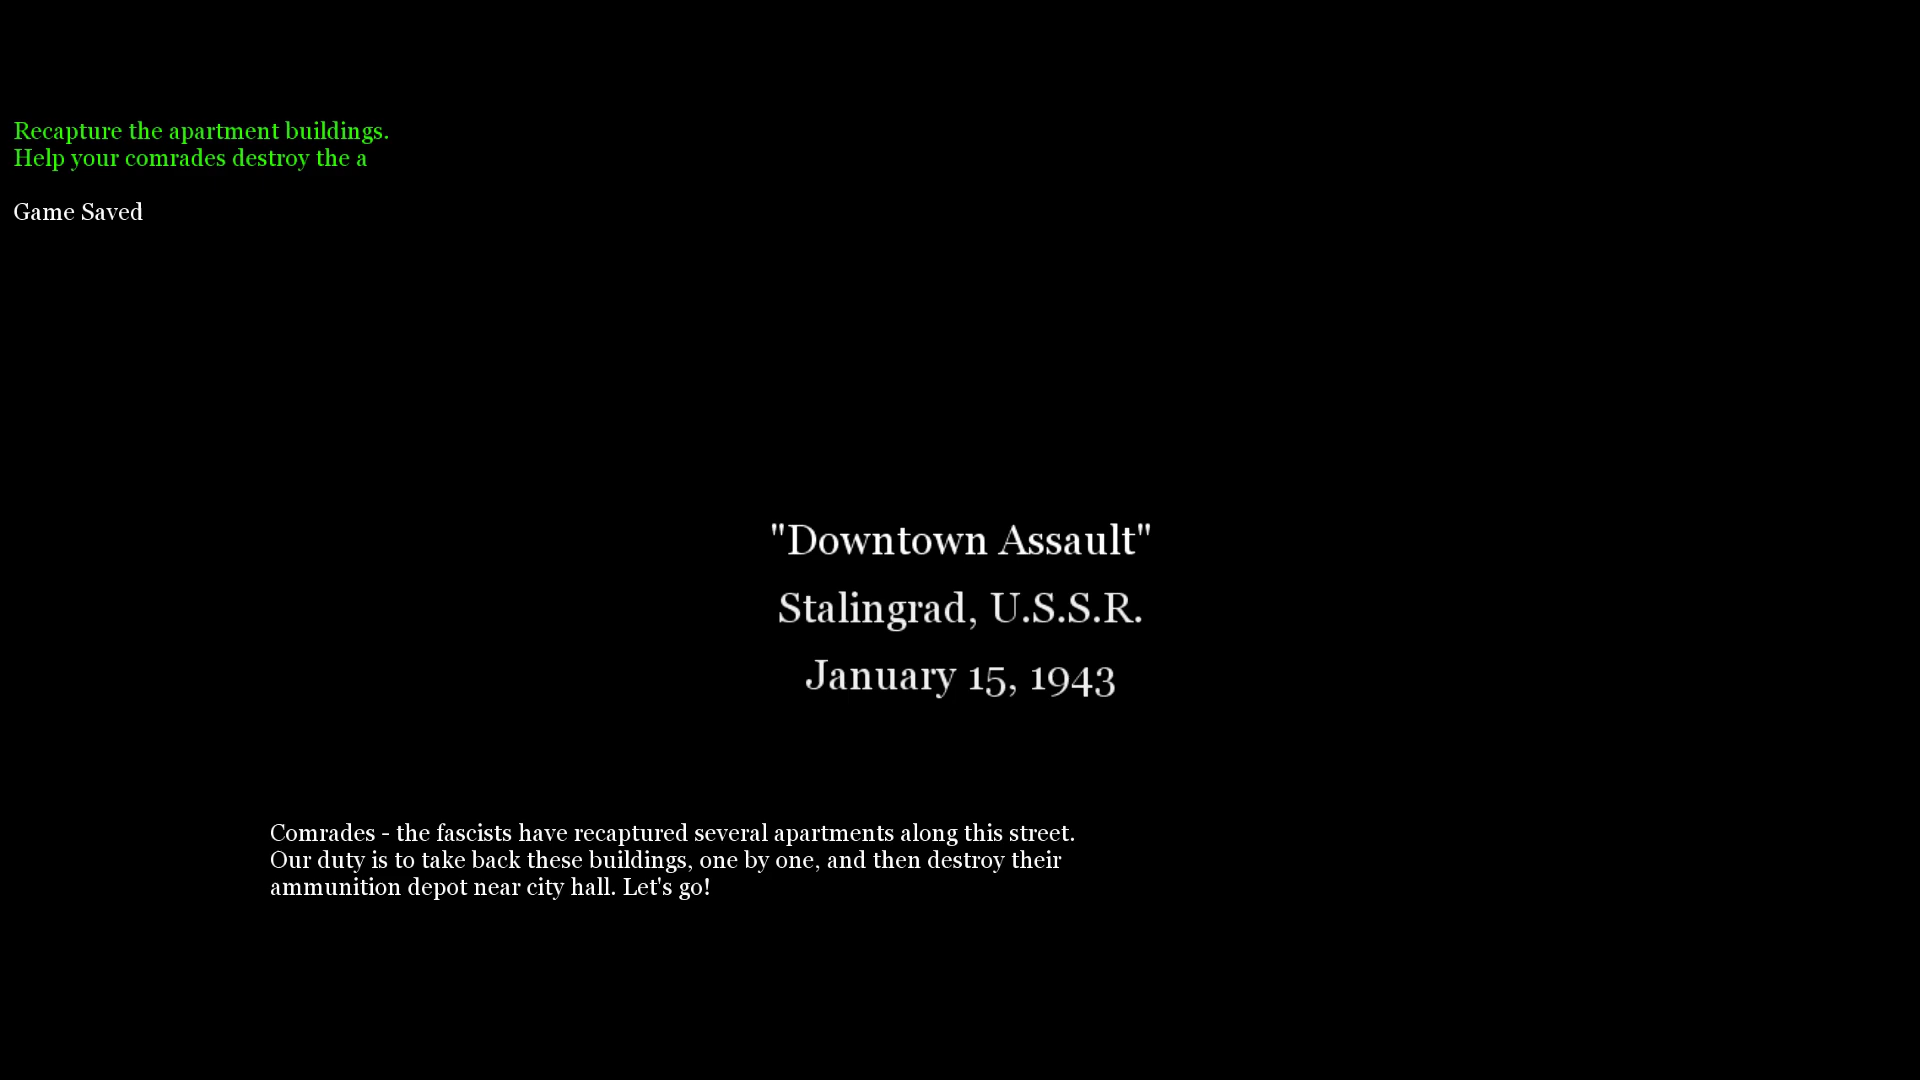 Recapture the apartment buildings.
Help your comrades destroy the a
Game Saved
"Downtown Assault"
Stalingrad, U.S.S.R.
January 15, 1943
Comrades - the fascists have recaptured several apartments along this street.
Our duty is to take back these buildings, one by one, and then destroy their
ammunition depot near city hall. Let's go!